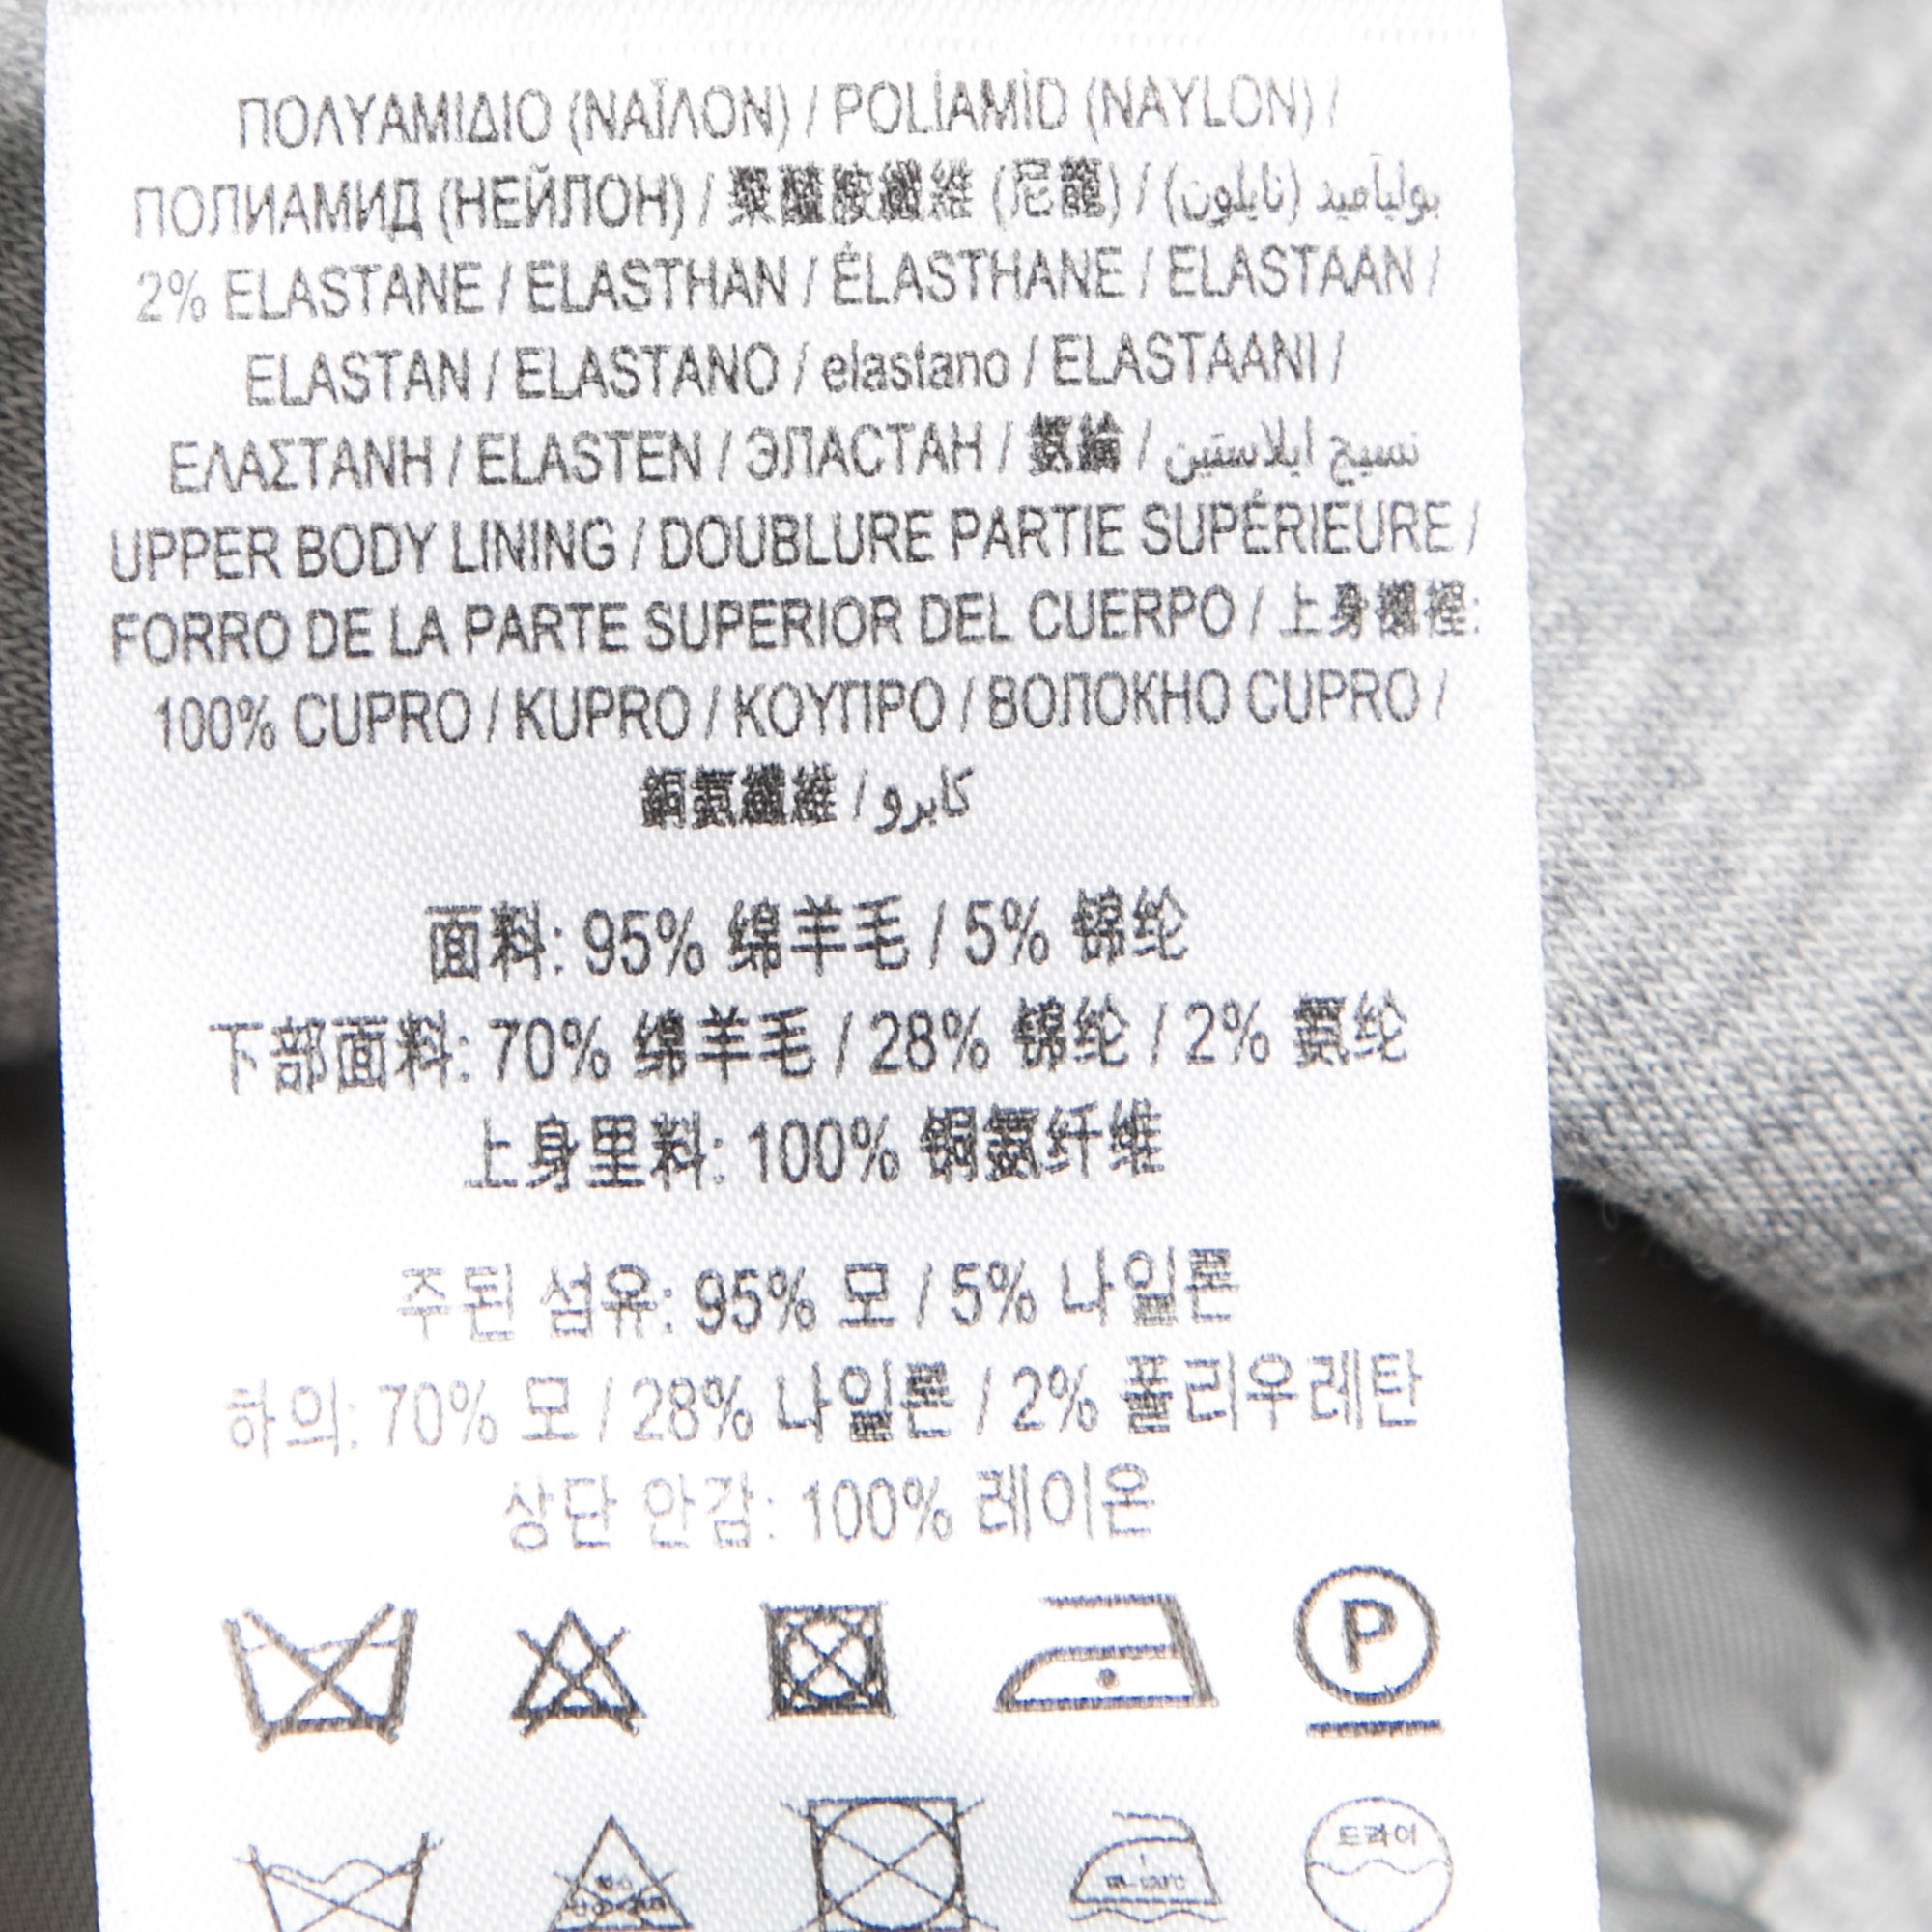 ΠΟΛΥΑΜΙΔΙΟ (ΝΑΪΛΟΝ) / POLİAMİD (NAYLON) /
ПОЛИАМИД (НЕЙЛОН) / 聚醯胺纖維 (尼龍) / بوليآميد (نايلون)
2% ELASTANE / ELASTHAN / ÉLASTHANE / ELASTAAN /
ELASTAN / ELASTANO / elastano / ELASTAANI /
ΕΛΑΣΤΑΝΗ / ELASTEN / ЭЛАСТАН / 氨綸 / نسيج ايلاستين
UPPER BODY LINING / DOUBLURE PARTIE SUPÉRIEURE /
FORRO DE LA PARTE SUPERIOR DEL CUERPO / 上身襯裡:
100% CUPRO / KUPRO / ΚΟΥΠΡΟ / ВОЛОКНО CUPRO /
銅氨纖維 / كابرو
面料: 95% 绵羊毛 / 5% 锦纶
下部面料: 70% 绵羊毛 / 28% 锦纶 / 2% 氨纶
上身里料: 100% 铜氨纤维
주된 섬유: 95% 모 / 5% 나일론
하의: 70% 모 / 28% 나일론 / 2% 폴리우레탄
상단 안감: 100% 레이온
P
드라이